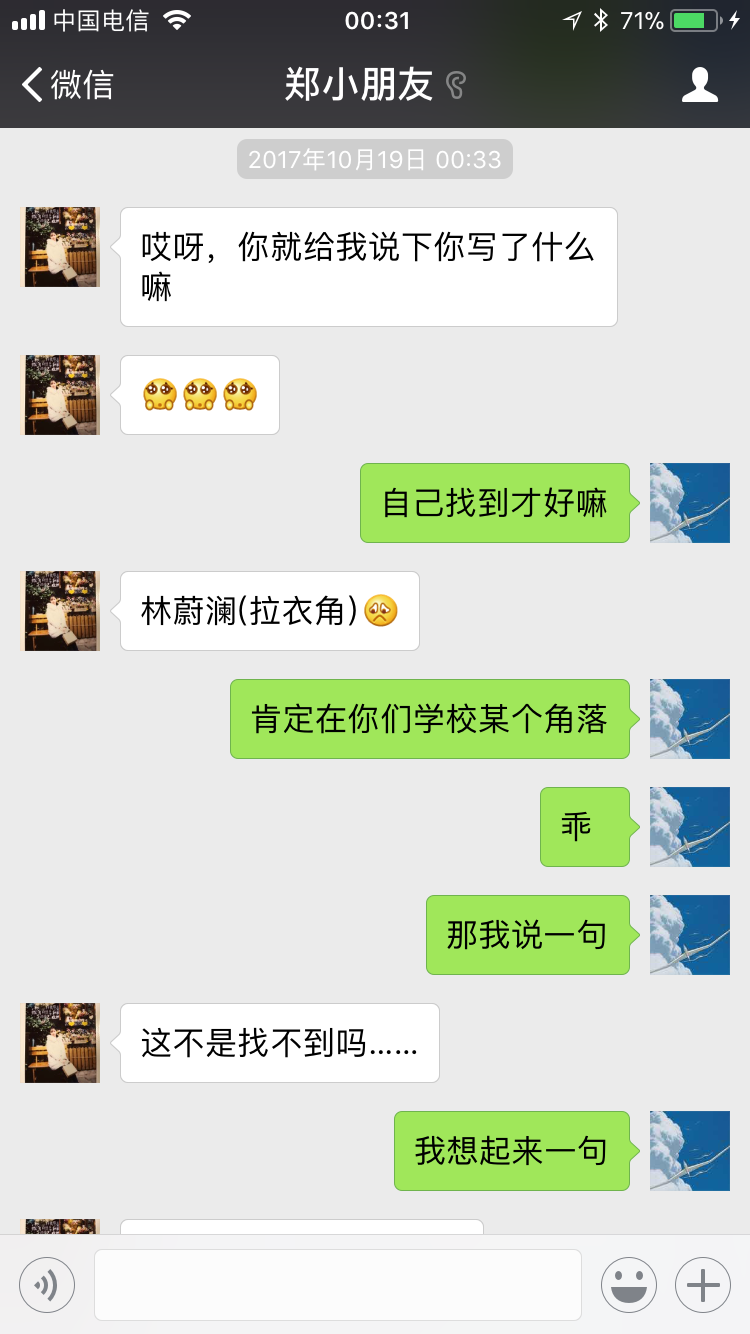 中国电信 00:31 71%
微信 郑小朋友
2017年10月19日 00:33
哎呀，你就给我说下你写了什么
嘛
自己找到才好嘛
林蔚澜(拉衣角)
肯定在你们学校某个角落
乖
那我说一句
这不是找不到吗……
我想起来一句